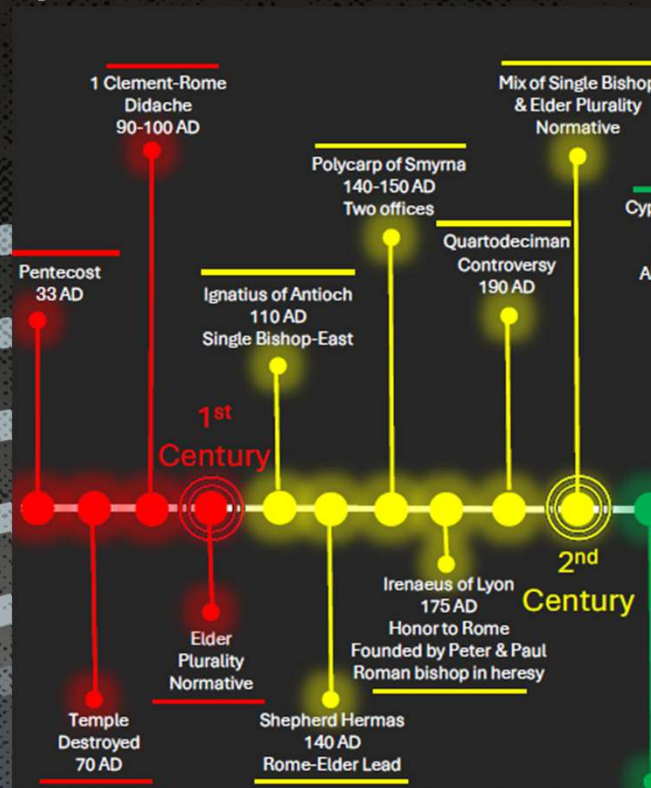 1 Clement-Rome
Didache
90-100 AD
Mix of Single Bishop
& Elder Plurality
Normative
Polycarp of Smyrna
140-150 AD
Two offices
Quartodeciman
Controversy
190 AD
Pentecost
33 AD
Ignatius of Antioch
110 AD
Single Bishop-East
1st
Century
2nd
Century
Irenaeus of Lyon
175 AD
Honor to Rome
Founded by Peter & Paul
Roman bishop in heresy
Elder
Plurality
Normative
Temple
Destroyed
70 AD
Shepherd Hermas
140 AD
Rome-Elder Lead